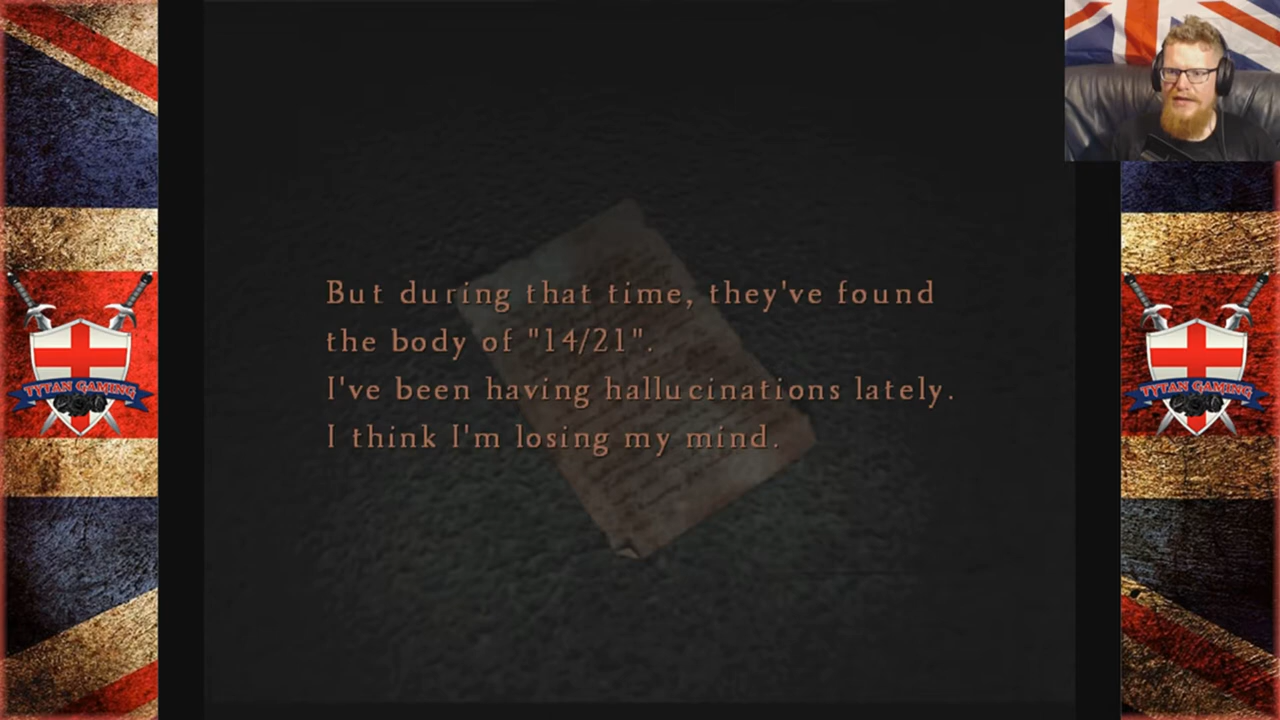 But during that time, they've found
the body of "14/21".
I've been having hallucinations lately.
I think I'm losing my mind.
TYTAN GAMING
TYTAN GAMING